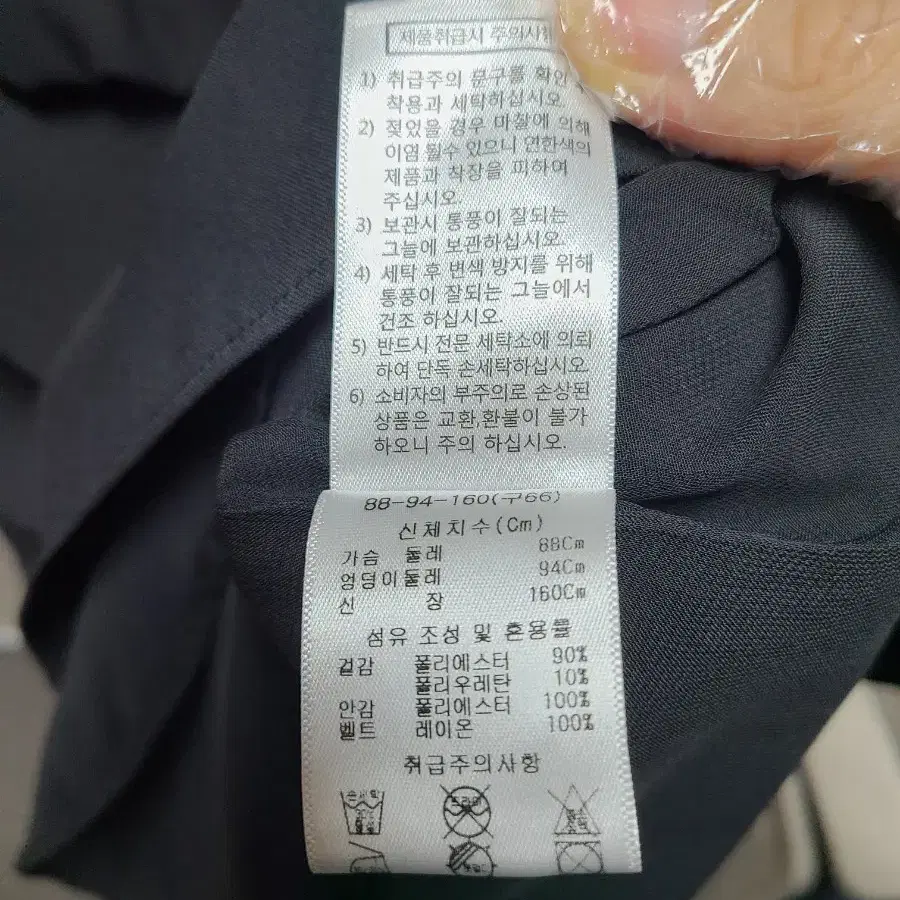 제품취급시 주의사항
1) 취급주의 문구를 확인
착용과 세탁하십시오.
2) 젖었을 경우 마찰에 의해
이염될수 있으니 연한색의
제품과 착장을 피하여
주십시오.
3) 보관시 통풍이 잘되는
그늘에 보관하십시오.
4) 세탁 후 변색 방지를 위해
통풍이 잘되는 그늘에서
건조 하십시오.
5) 반드시 전문 세탁소에 의뢰
하여 단독 손세탁하십시오.
6) 소비자의 부주의로 손상된
상품은 교환,환불이 불가
하오니 주의 하십시오.
88-94-160(구66)
신체치수(Cm)
가슴 둘레 88Cm
엉덩이둘레 94Cm
신 장 160Cm
섬유 조성 및 혼용률
겉감 폴리에스터 90%
폴리우레탄 10%
안감 폴리에스터 100%
벨트 레이온 100%
취급주의사항
드라이